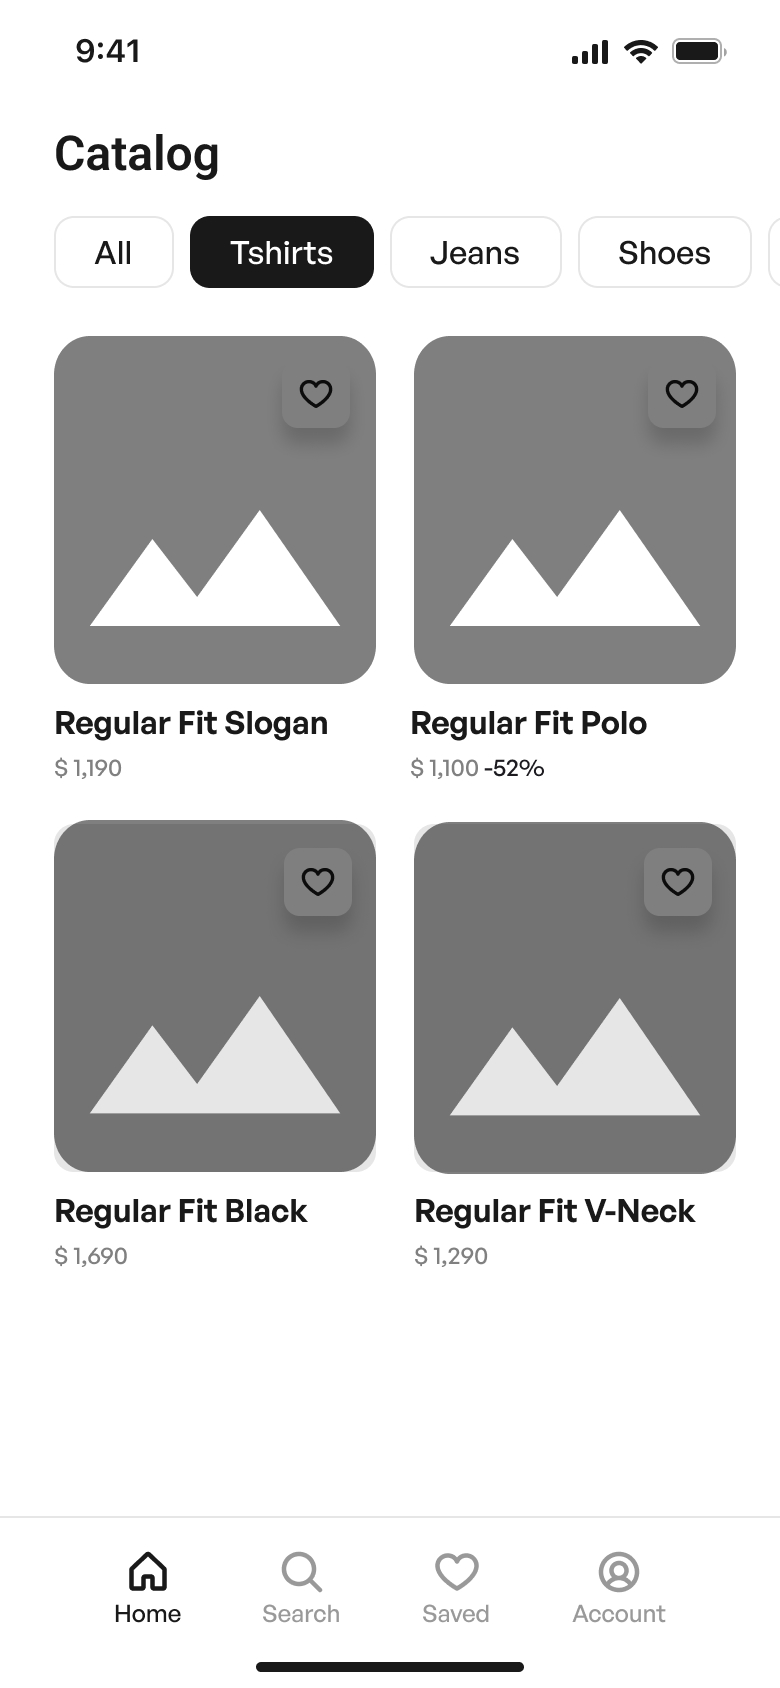 9:41
Catalog
All Tshirts Jeans Shoes
Regular Fit Slogan Regular Fit Polo
$ 1,190 $ 1,100 -52%
Regular Fit Black Regular Fit V-Neck
$ 1,690 $ 1,290
Home Search Saved Account